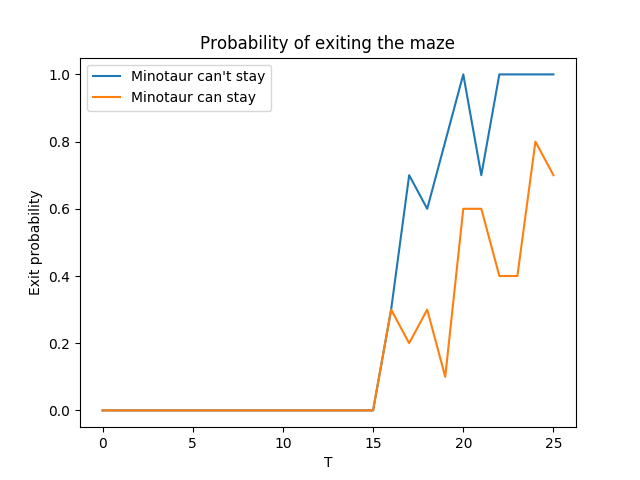 Probability of exiting the maze
Minotaur can't stay
Minotaur can stay
Exit probability
1.0
0.8
0.6
0.4
0.2
0.0
0 5 10 15 20 25
T